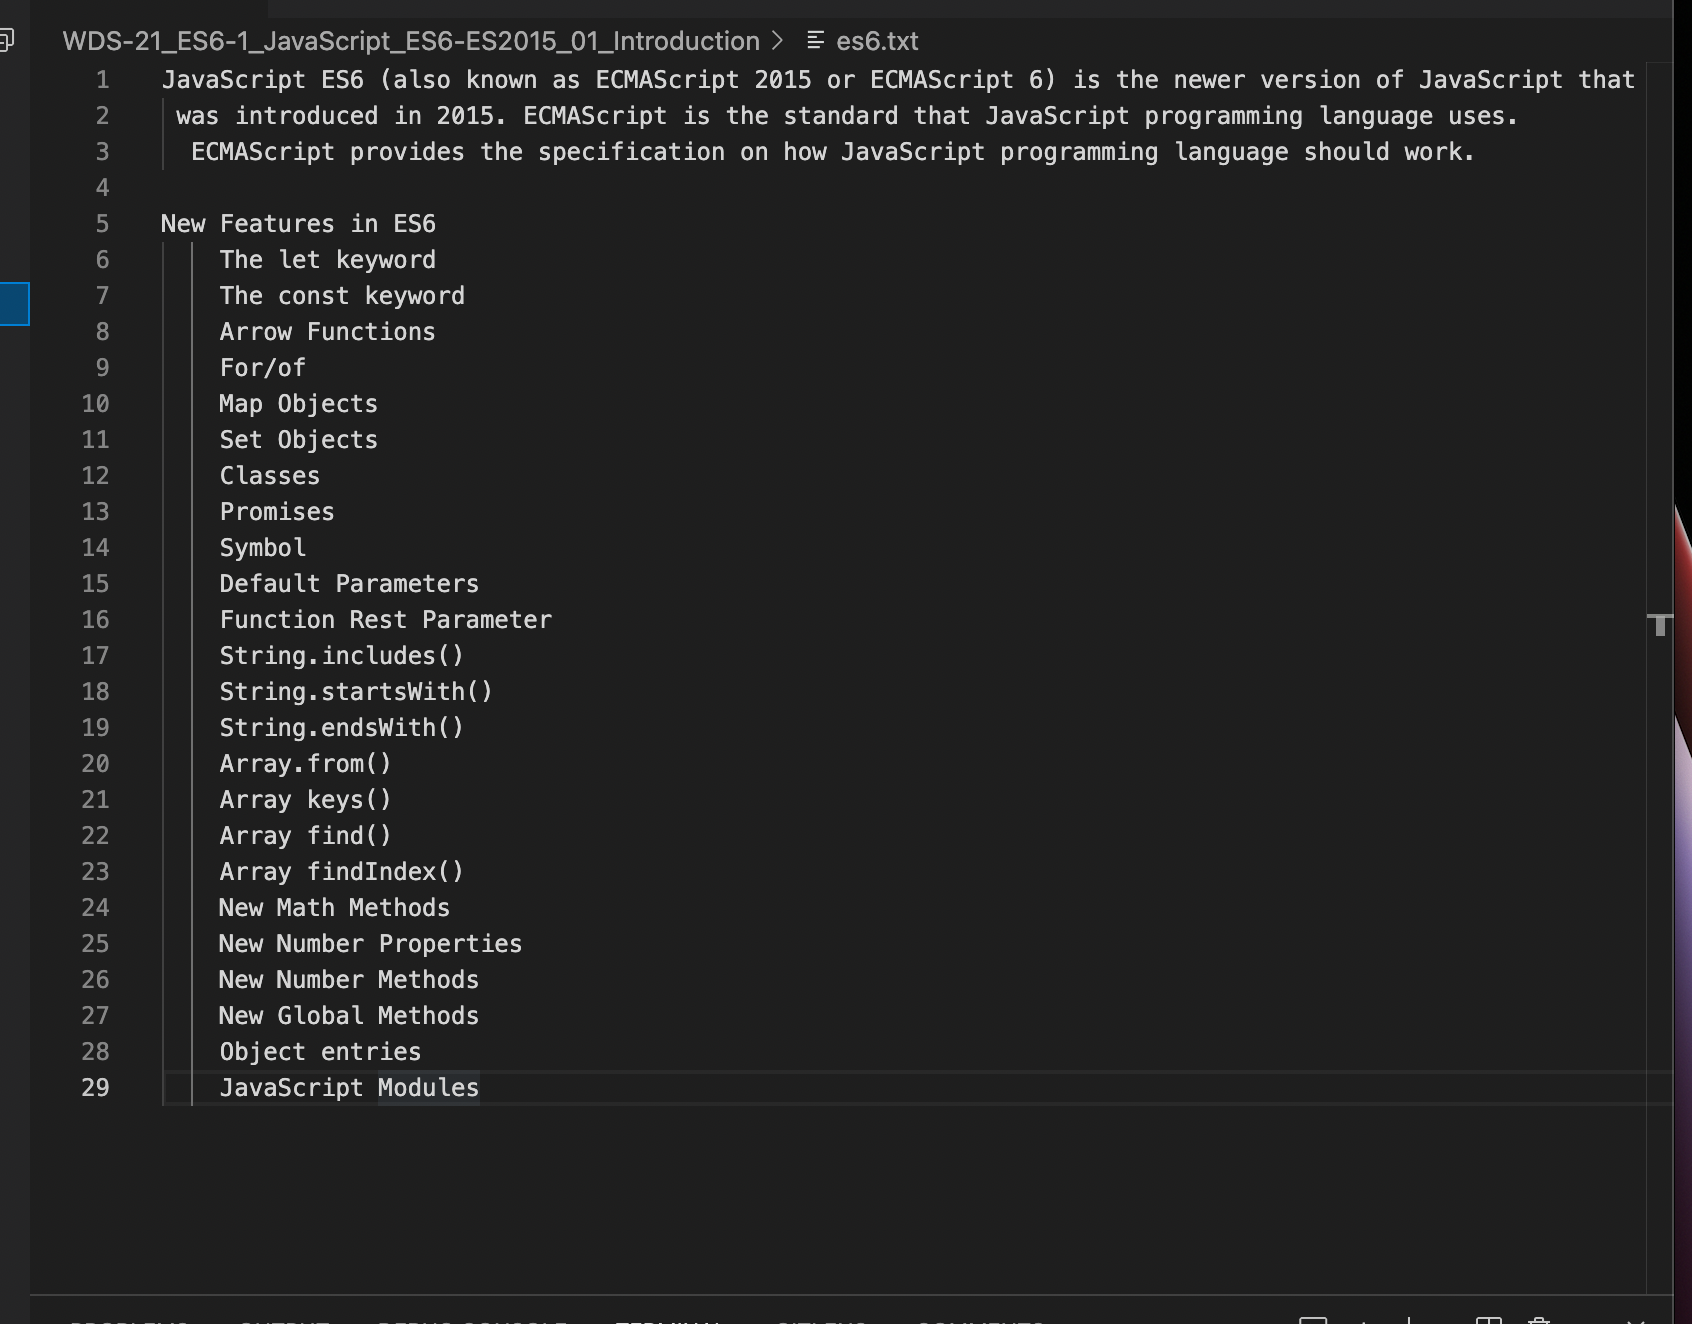 WDS-21_ES6-1_JavaScript_ES6-ES2015_01_Introduction > es6.txt
1 JavaScript ES6 (also known as ECMAScript 2015 or ECMAScript 6) is the newer version of JavaScript that
2 was introduced in 2015. ECMAScript is the standard that JavaScript programming language uses.
3 ECMAScript provides the specification on how JavaScript programming language should work.
4
5 New Features in ES6
6 The let keyword
7 The const keyword
8 Arrow Functions
9 For/of
10 Map Objects
11 Set Objects
12 Classes
13 Promises
14 Symbol
15 Default Parameters
16 Function Rest Parameter
17 String.includes()
18 String.startsWith()
19 String.endsWith()
20 Array.from()
21 Array keys()
22 Array find()
23 Array findIndex()
24 New Math Methods
25 New Number Properties
26 New Number Methods
27 New Global Methods
28 Object entries
29 JavaScript Modules